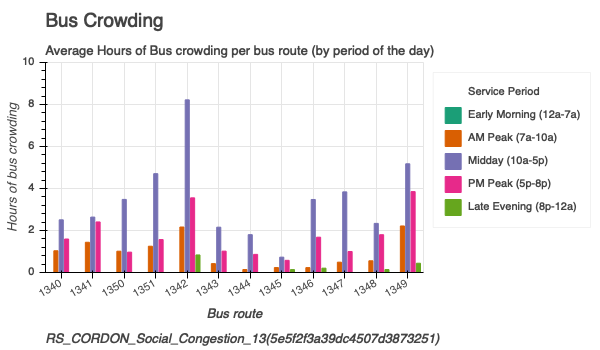 Bus Crowding
Average Hours of Bus crowding per bus route (by period of the day)
10
8
6
4
2
0
Hours of bus crowding
1340 1341 1350 1351 1342 1343 1344 1345 1346 1347 1348 1349
Bus route
Service Period
Early Morning (12a-7a)
AM Peak (7a-10a)
Midday (10a-5p)
PM Peak (5p-8p)
Late Evening (8p-12a)
RS_CORDON_Social_Congestion_13(5e5f2f3a39dc4507d3873251)